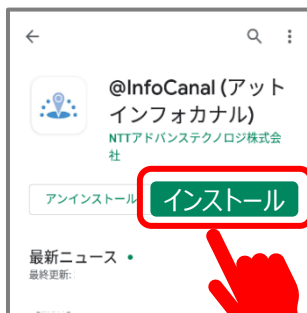 @InfoCanal (アット
インフォカナル)
NTTアドバンステクノロジ株式会
社
アンインストール
インストール
最新ニュース •
最終更新: